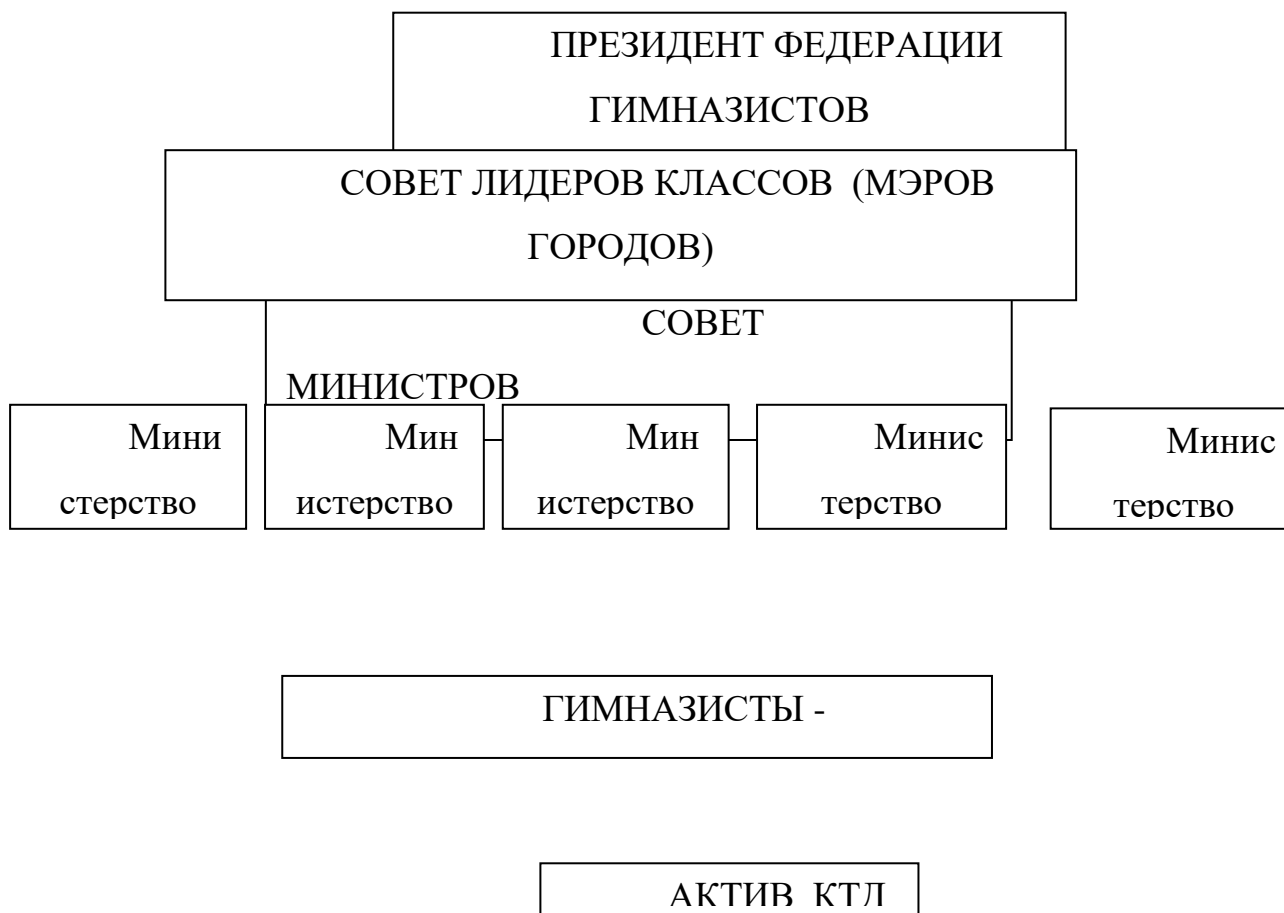 ПРЕЗИДЕНТ ФЕДЕРАЦИИ
ГИМНАЗИСТОВ
СОВЕТ ЛИДЕРОВ КЛАССОВ (МЭРОВ
ГОРОДОВ)
СОВЕТ
МИНИСТРОВ
Мини
стерство
Мин
истерство
Мин
истерство
Минис
терство
Минис
терство
ГИМНАЗИСТЫ -
АКТИВ КТД